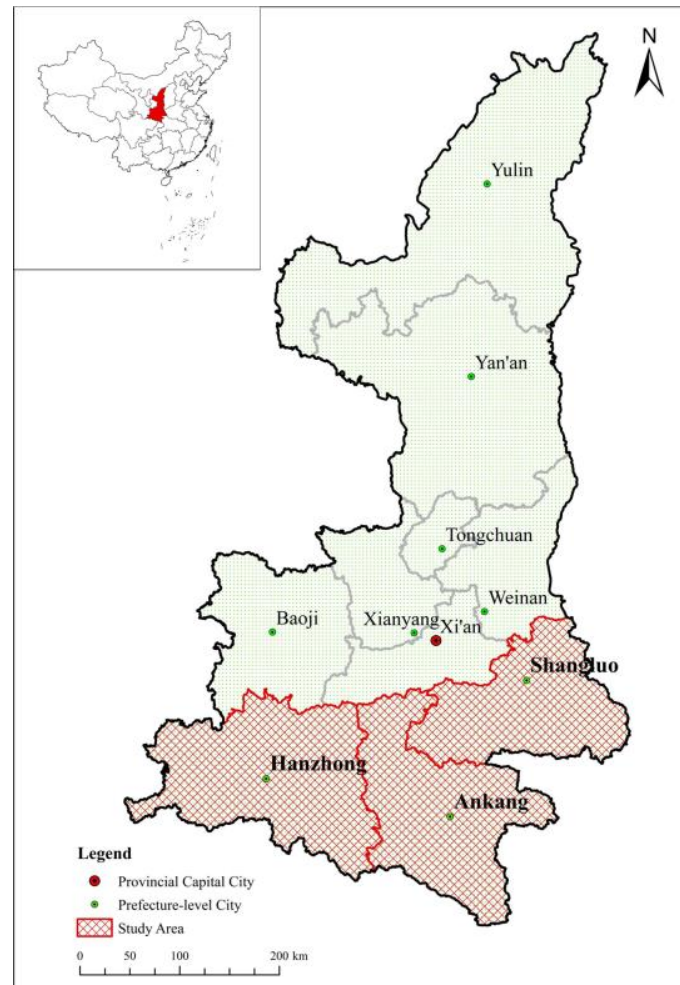 N
Yulin
Yan'an
Tongchuan
Weinan
Baoji
Xianyang
Xi'an
Shangluo
Hanzhong
Ankang
Legend
Provincial Capital City
Prefecture-level City
Study Area
0 50 100 200 km